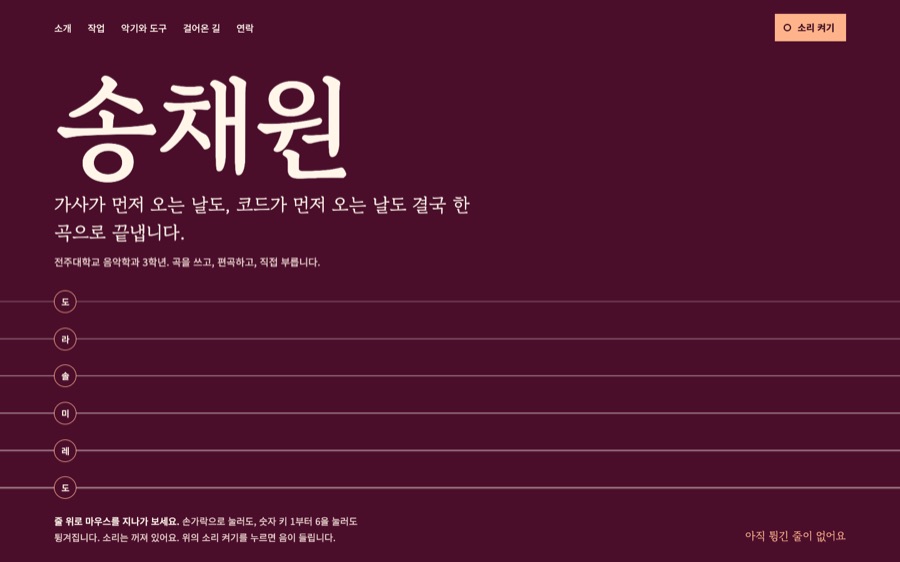 소개 작업 악기와 도구 걸어온 길 연락 소리 켜기
송채원
가사가 먼저 오는 날도, 코드가 먼저 오는 날도 결국 한
곡으로 끝냅니다.
전주대학교 음악학과 3학년. 곡을 쓰고, 편곡하고, 직접 부릅니다.
도
라
솔
미
레
도
줄 위로 마우스를 지나가 보세요. 손가락으로 눌러도, 숫자 키 1부터 6을 눌러도
튕겨집니다. 소리는 꺼져 있어요. 위의 소리 켜기를 누르면 음이 들립니다.
아직 튕긴 줄이 없어요